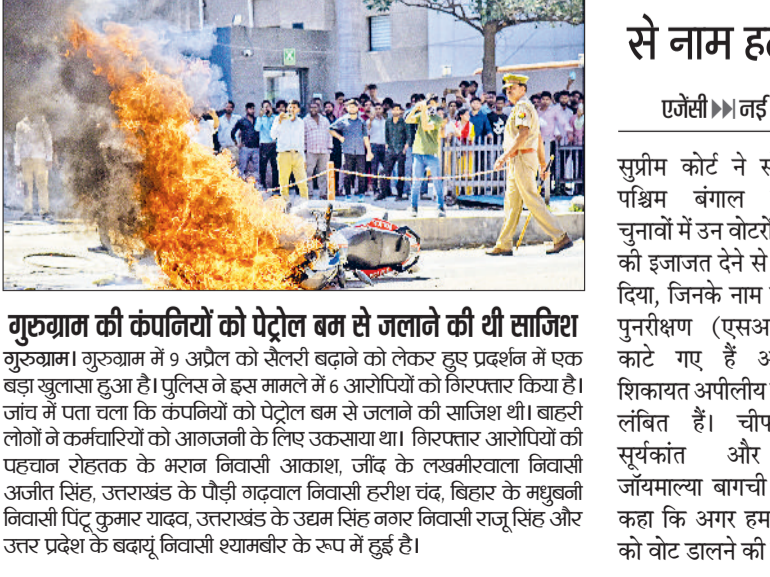 गुरुग्राम की कंपनियों को पेट्रोल बम से जलाने की थी साजिश
गुरुग्राम। गुरुग्राम में 9 अप्रैल को सैलरी बढ़ाने को लेकर हुए प्रदर्शन में एक
बड़ा खुलासा हुआ है। पुलिस ने इस मामले में 6 आरोपियों को गिरफ्तार किया है।
जांच में पता चला कि कंपनियों को पेट्रोल बम से जलाने की साजिश थी। बाहरी
लोगों ने कर्मचारियों को आगजनी के लिए उकसाया था। गिरफ्तार आरोपियों की
पहचान रोहतक के भरान निवासी आकाश, जींद के लखमीरवाला निवासी
अजीत सिंह, उत्तराखंड के पौड़ी गढ़वाल निवासी हरीश चंद, बिहार के मधुबनी
निवासी पिंटू कुमार यादव, उत्तराखंड के उद्यम सिंह नगर निवासी राजू सिंह और
उत्तर प्रदेश के बदायूं निवासी श्यामबीर के रूप में हुई है।
से नाम
एजेंसी नई
सुप्रीम कोर्ट ने
पश्चिम बंगाल
चुनावों में उन वोटरों
की इजाजत देने से
दिया, जिनके नाम
पुनरीक्षण (एसआ
काटे गए हैं
शिकायत अपीलीय
लंबित हैं। चीफ
सूर्यकांत और
जॉयमाल्या बागची
कहा कि अगर हम
को वोट डालने की